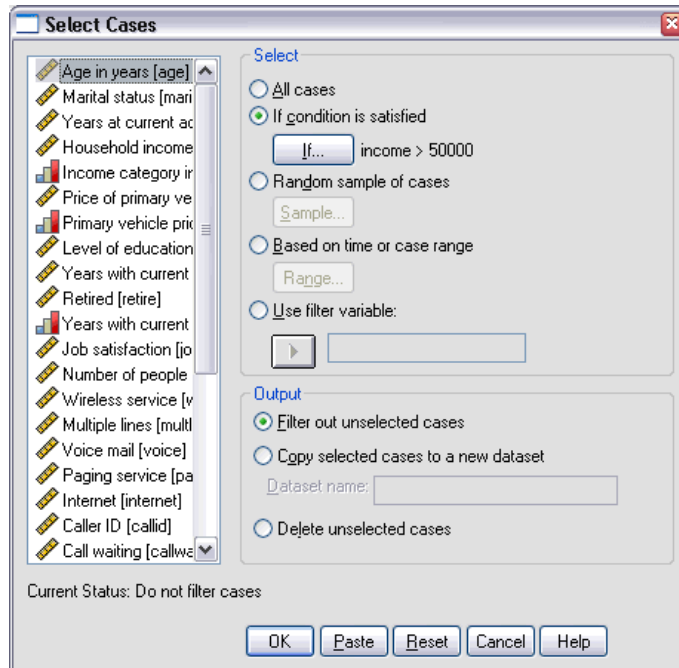 Select Cases
Age in years [age]
Marital status [mari
Years at current ad
Household income
Income category in
Price of primary ve
Primary vehicle pric
Level of education
Years with current
Retired [retire]
Years with current
Job satisfaction [jo
Number of people
Wireless service [w
Multiple lines [multl
Voice mail [voice]
Paging service [pa
Internet [internet]
Caller ID [callid]
Call waiting [callwa
Select
All cases
If condition is satisfied
If... income > 50000
Random sample of cases
Sample...
Based on time or case range
Range...
Use filter variable:
Output
Filter out unselected cases
Copy selected cases to a new dataset
Dataset name:
Delete unselected cases
Current Status: Do not filter cases
OK Paste Reset Cancel Help